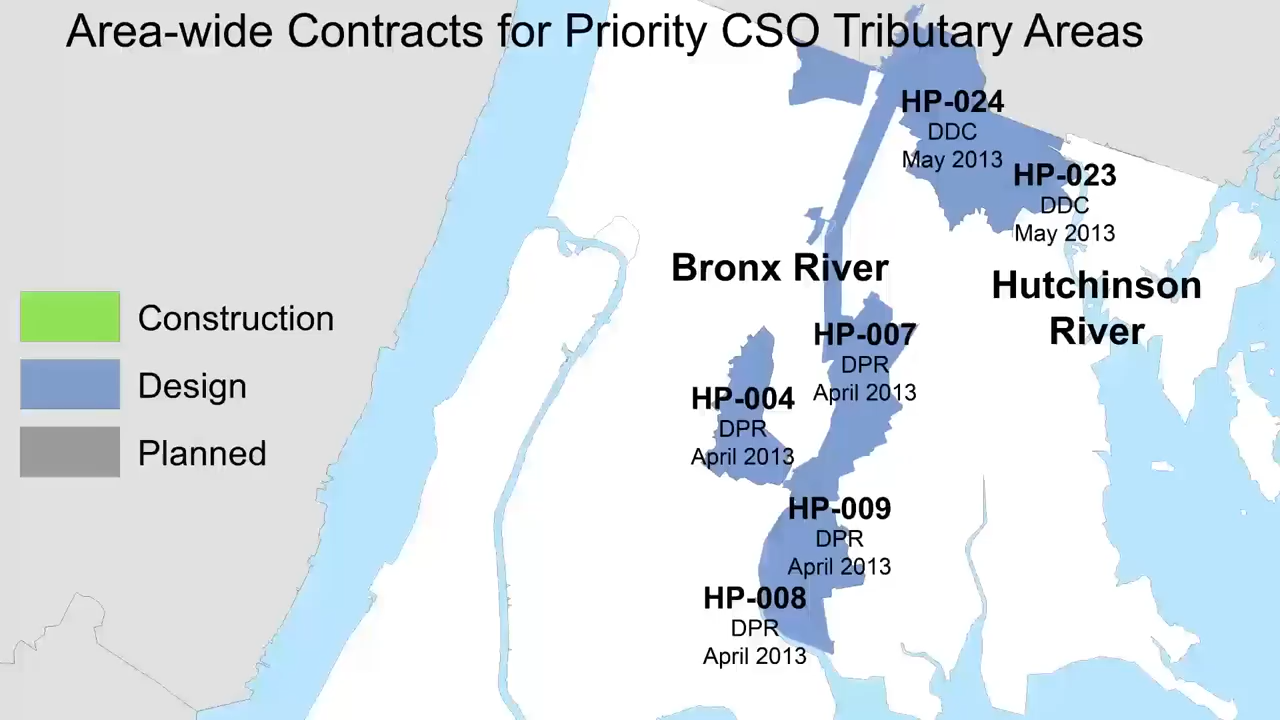 Area-wide Contracts for Priority CSO Tributary Areas
HP-024
DDC
May 2013
HP-023
DDC
May 2013
Bronx River
Hutchinson
River
Construction
Design
Planned
HP-007
DPR
April 2013
HP-004
DPR
April 2013
HP-009
DPR
April 2013
HP-008
DPR
April 2013